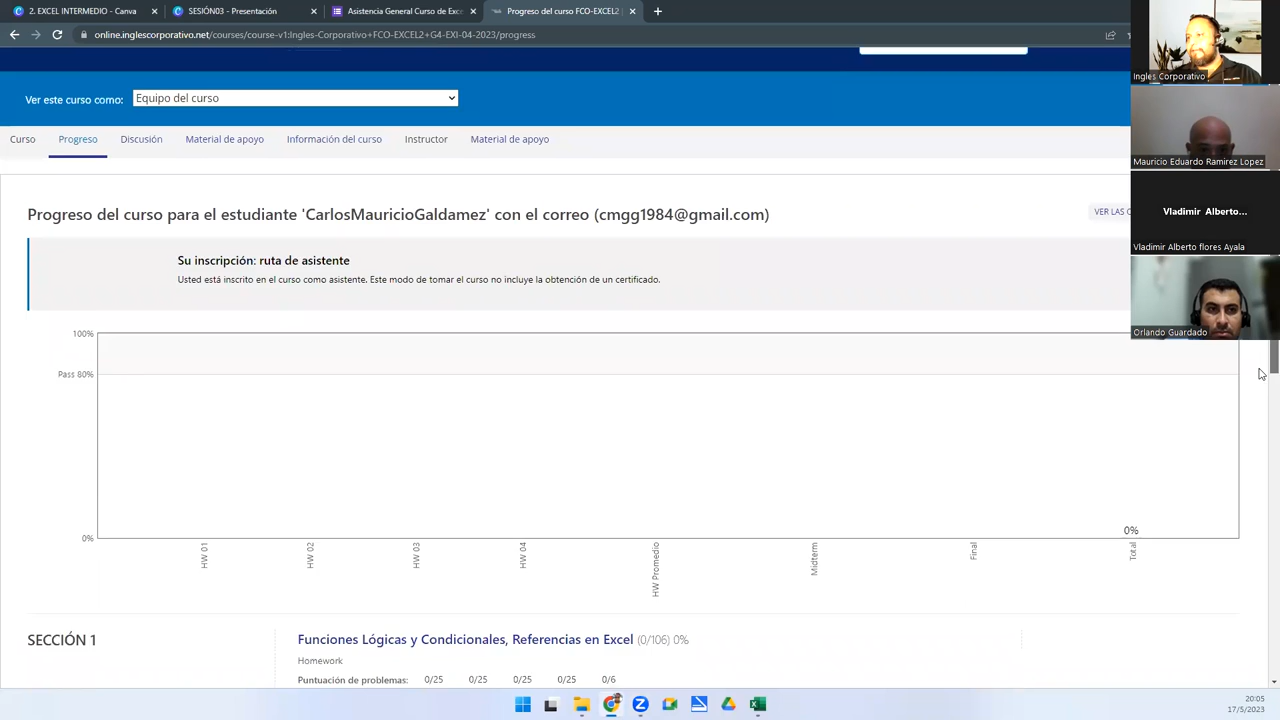 2. EXCEL INTERMEDIO - Canva
SESIÓN03 - Presentación
Asistencia General Curso de Exce
Progreso del curso FCO-EXCEL2
online.inglescorporativo.net/courses/course-v1:Ingles-Corporativo+FCO-EXCEL2+G4-EXI-04-2023/progress
Ver este curso como:
Equipo del curso
Curso
Progreso
Discusión
Material de apoyo
Información del curso
Instructor
Material de apoyo
Progreso del curso para el estudiante 'CarlosMauricioGaldamez' con el correo (cmgg1984@gmail.com)
VER LAS C
Su inscripción: ruta de asistente
Usted está inscrito en el curso como asistente. Este modo de tomar el curso no incluye la obtención de un certificado.
100%
Pass 80%
0%
0%
HW 01
HW 02
HW 03
HW 04
HW Promedio
Midterm
Final
Total
SECCIÓN 1
Funciones Lógicas y Condicionales, Referencias en Excel (0/106) 0%
Homework
Puntuación de problemas: 0/25 0/25 0/25 0/25 0/6
Ingles Corporativo
Mauricio Eduardo Ramirez Lopez
Vladimir Alberto...
Vladimir Alberto flores Ayala
Orlando Guardado
20:05
17/5/2023